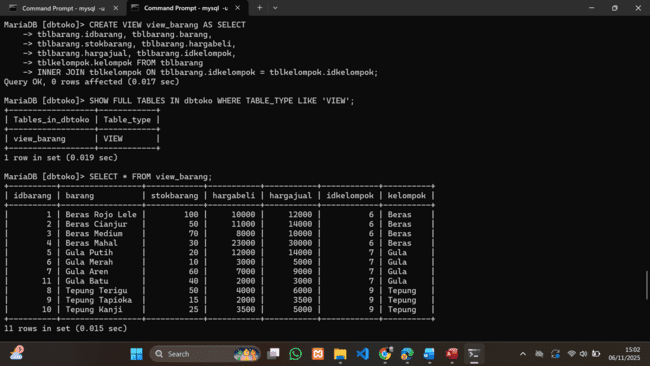 Command Prompt - mysql -u
Command Prompt - mysql -u
MariaDB [dbtoko]> CREATE VIEW view_barang AS SELECT
    -> tblbarang.idbarang, tblbarang.barang,
    -> tblbarang.stokbarang, tblbarang.hargabeli,
    -> tblbarang.hargajual, tblbarang.idkelompok,
    -> tblkelompok.kelompok FROM tblbarang
    -> INNER JOIN tblkelompok ON tblbarang.idkelompok = tblkelompok.idkelompok;
Query OK, 0 rows affected (0.017 sec)
MariaDB [dbtoko]> SHOW FULL TABLES IN dbtoko WHERE TABLE_TYPE LIKE 'VIEW';
+------------------+------------+
| Tables_in_dbtoko | Table_type |
+------------------+------------+
| view_barang      | VIEW       |
+------------------+------------+
1 row in set (0.019 sec)
MariaDB [dbtoko]> SELECT * FROM view_barang;
+----------+-----------------+------------+-----------+-----------+------------+----------+
| idbarang | barang          | stokbarang | hargabeli | hargajual | idkelompok | kelompok |
+----------+-----------------+------------+-----------+-----------+------------+----------+
|        1 | Beras Rojo Lele |        100 |     10000 |     12000 |          6 | Beras    |
|        2 | Beras Cianjur   |         50 |     11000 |     14000 |          6 | Beras    |
|        3 | Beras Medium    |         70 |      8000 |     10000 |          6 | Beras    |
|        4 | Beras Mahal     |         30 |     23000 |     30000 |          6 | Beras    |
|        5 | Gula Putih      |         20 |     12000 |     14000 |          7 | Gula     |
|        6 | Gula Merah      |         10 |      3000 |      5000 |          7 | Gula     |
|        7 | Gula Aren       |         60 |      7000 |      9000 |          7 | Gula     |
|       11 | Gula Batu       |         40 |      2000 |      3000 |          7 | Gula     |
|        8 | Tepung Terigu   |         50 |      4000 |      6000 |          9 | Tepung   |
|        9 | Tepung Tapioka  |         15 |      2000 |      3500 |          9 | Tepung   |
|       10 | Tepung Kanji    |         25 |      3500 |      5000 |          9 | Tepung   |
+----------+-----------------+------------+-----------+-----------+------------+----------+
11 rows in set (0.015 sec)
Search
15:02
06/11/2025